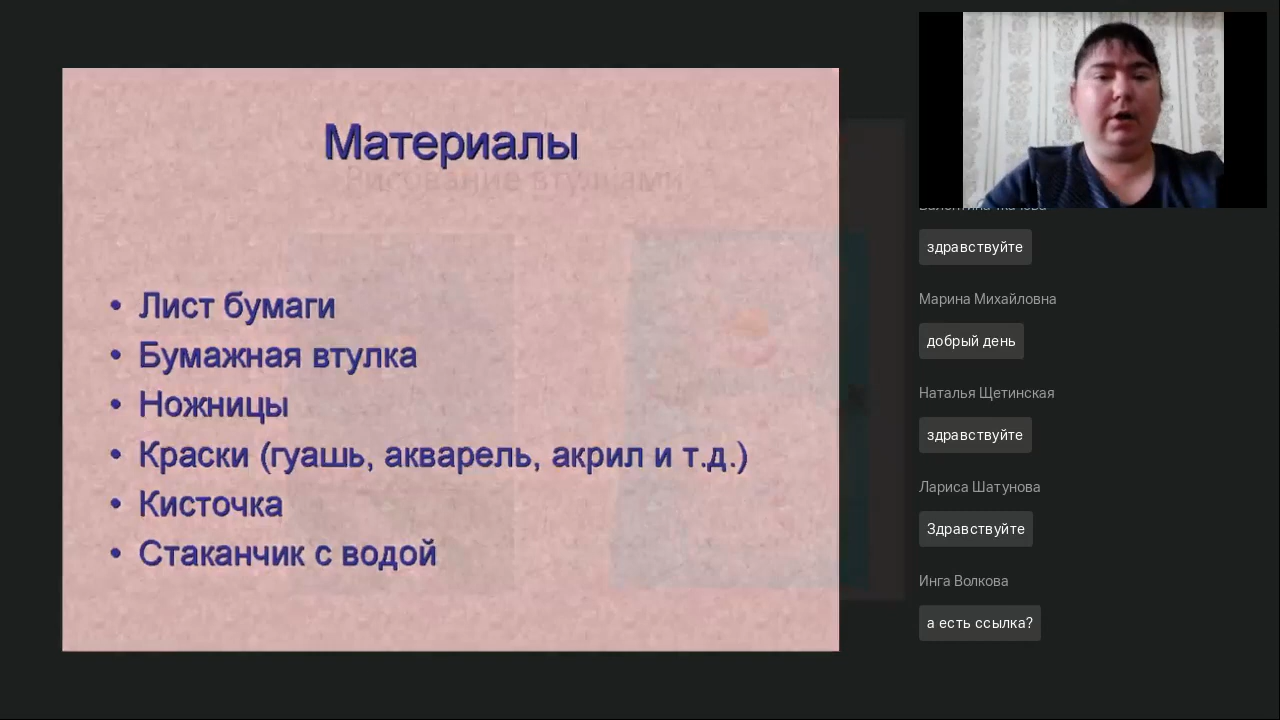 Материалы
Рисование втулками
• Лист бумаги
• Бумажная втулка
• Ножницы
• Краски (гуашь, акварель, акрил и т.д.)
• Кисточка
• Стаканчик с водой
здравствуйте
Марина Михайловна
добрый день
Наталья Щетинская
здравствуйте
Лариса Шатунова
Здравствуйте
Инга Волкова
а есть ссылка?